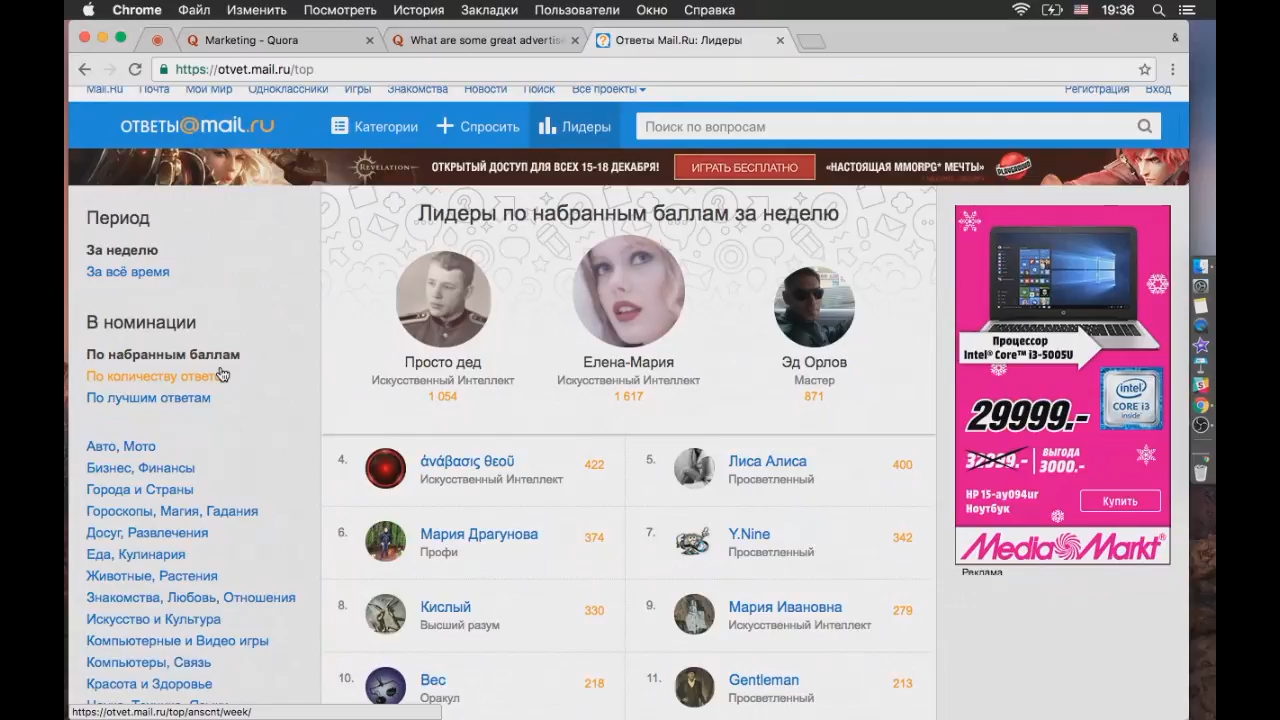 Chrome Файл Изменить Посмотреть История Закладки Пользователи Окно Справка 19:36
Marketing - Quora
What are some great advertise
Ответы Mail.Ru: Лидеры
https://otvet.mail.ru/top
Mail.Ru Почта Мой Мир Одноклассники Игры Знакомства Новости Поиск Все проекты Регистрация Вход
ОТВЕТЫ@mail.ru Категории Спросить Лидеры Поиск по вопросам
REVELATION ОТКРЫТЫЙ ДОСТУП ДЛЯ ВСЕХ 15-18 ДЕКАБРЯ! ИГРАТЬ БЕСПЛАТНО «НАСТОЯЩАЯ MMORPG* МЕЧТЫ» PLAYGROUND
Период
За неделю
За всё время
В номинации
По набранным баллам
По количеству ответ
По лучшим ответам
Авто, Мото
Бизнес, Финансы
Города и Страны
Гороскопы, Магия, Гадания
Досуг, Развлечения
Еда, Кулинария
Животные, Растения
Знакомства, Любовь, Отношения
Искусство и Культура
Компьютерные и Видео игры
Компьютеры, Связь
Красота и Здоровье
https://otvet.mail.ru/top/anscnt/week/
Лидеры по набранным баллам за неделю
Просто дед
Искусственный Интеллект
1 054
Елена-Мария
Искусственный Интеллект
1 617
Эд Орлов
Мастер
871
4. ἀνάβασις θεοῦ 422
Искусственный Интеллект
5. Лиса Алиса 400
Просветленный
6. Мария Драгунова 374
Профи
7. Y.Nine 342
Просветленный
8. Кислый 330
Высший разум
9. Мария Ивановна 279
Искусственный Интеллект
10. Вес 218
Оракул
11. Gentleman 213
Просветленный
Процессор
Intel® Core™ i3-5005U
intel
CORE i3
inside™
29999.-
32999.- ВЫГОДА
3000.-
HP 15-ay094ur
Ноутбук
Купить
Media Markt
Реклама